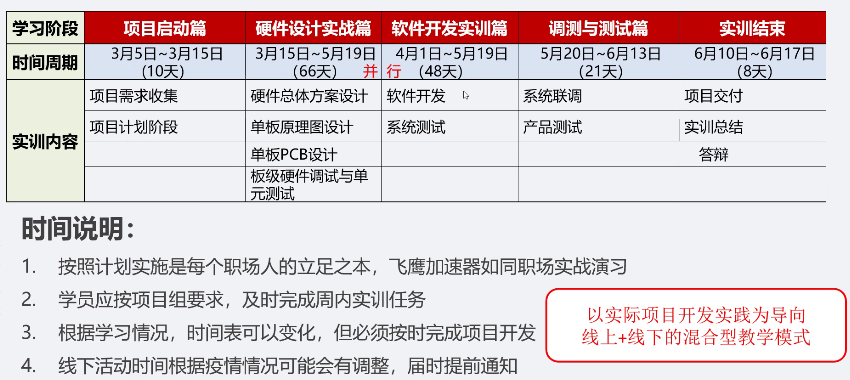 学习阶段 项目启动篇 硬件设计实战篇 软件开发实训篇 调测与测试篇 实训结束
时间周期 3月5日~3月15日 (10天) 3月15日~5月19日 (66天) 并行 4月1日~5月19日 (48天) 5月20日~6月13日 (21天) 6月10日~6月17日 (8天)
实训内容
项目需求收集 硬件总体方案设计 软件开发 系统联调 项目交付
项目计划阶段 单板原理图设计 系统测试 产品测试 实训总结
单板PCB设计 答辩
板级硬件调试与单
元测试
时间说明：
1. 按照计划实施是每个职场人的立足之本，飞鹰加速器如同职场实战演习
2. 学员应按项目组要求，及时完成周内实训任务
3. 根据学习情况，时间表可以变化，但必须按时完成项目开发
4. 线下活动时间根据疫情情况可能会有调整，届时提前通知
以实际项目开发实践为导向
线上+线下的混合型教学模式